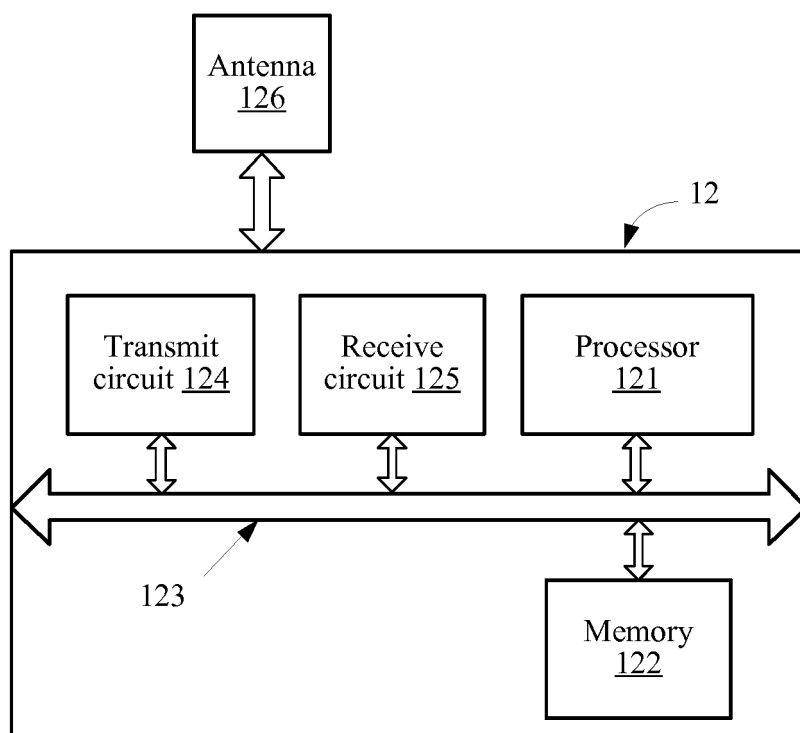 Antenna
126
12
Transmit
circuit 124
Receive
circuit 125
Processor
121
123
Memory
122